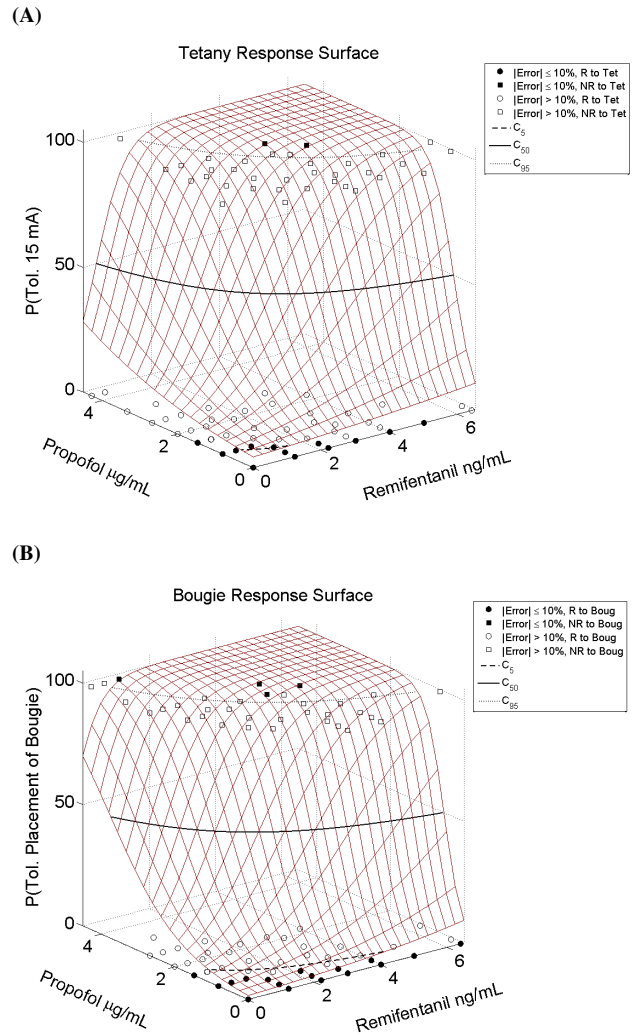 (A)
Tetany Response Surface
|Error| ≤ 10%, R to Tet
|Error| ≤ 10%, NR to Tet
|Error| > 10%, R to Tet
|Error| > 10%, NR to Tet
C5
C50
C95
P(Tol. 15 mA)
100
50
0
4
2
0
Propofol µg/mL
0
2
4
6
Remifentanil ng/mL
(B)
Bougie Response Surface
|Error| ≤ 10%, R to Boug
|Error| ≤ 10%, NR to Boug
|Error| > 10%, R to Boug
|Error| > 10%, NR to Boug
C5
C50
C95
P(Tol. Placement of Bougie)
100
50
0
4
2
0
Propofol µg/mL
0
2
4
6
Remifentanil ng/mL